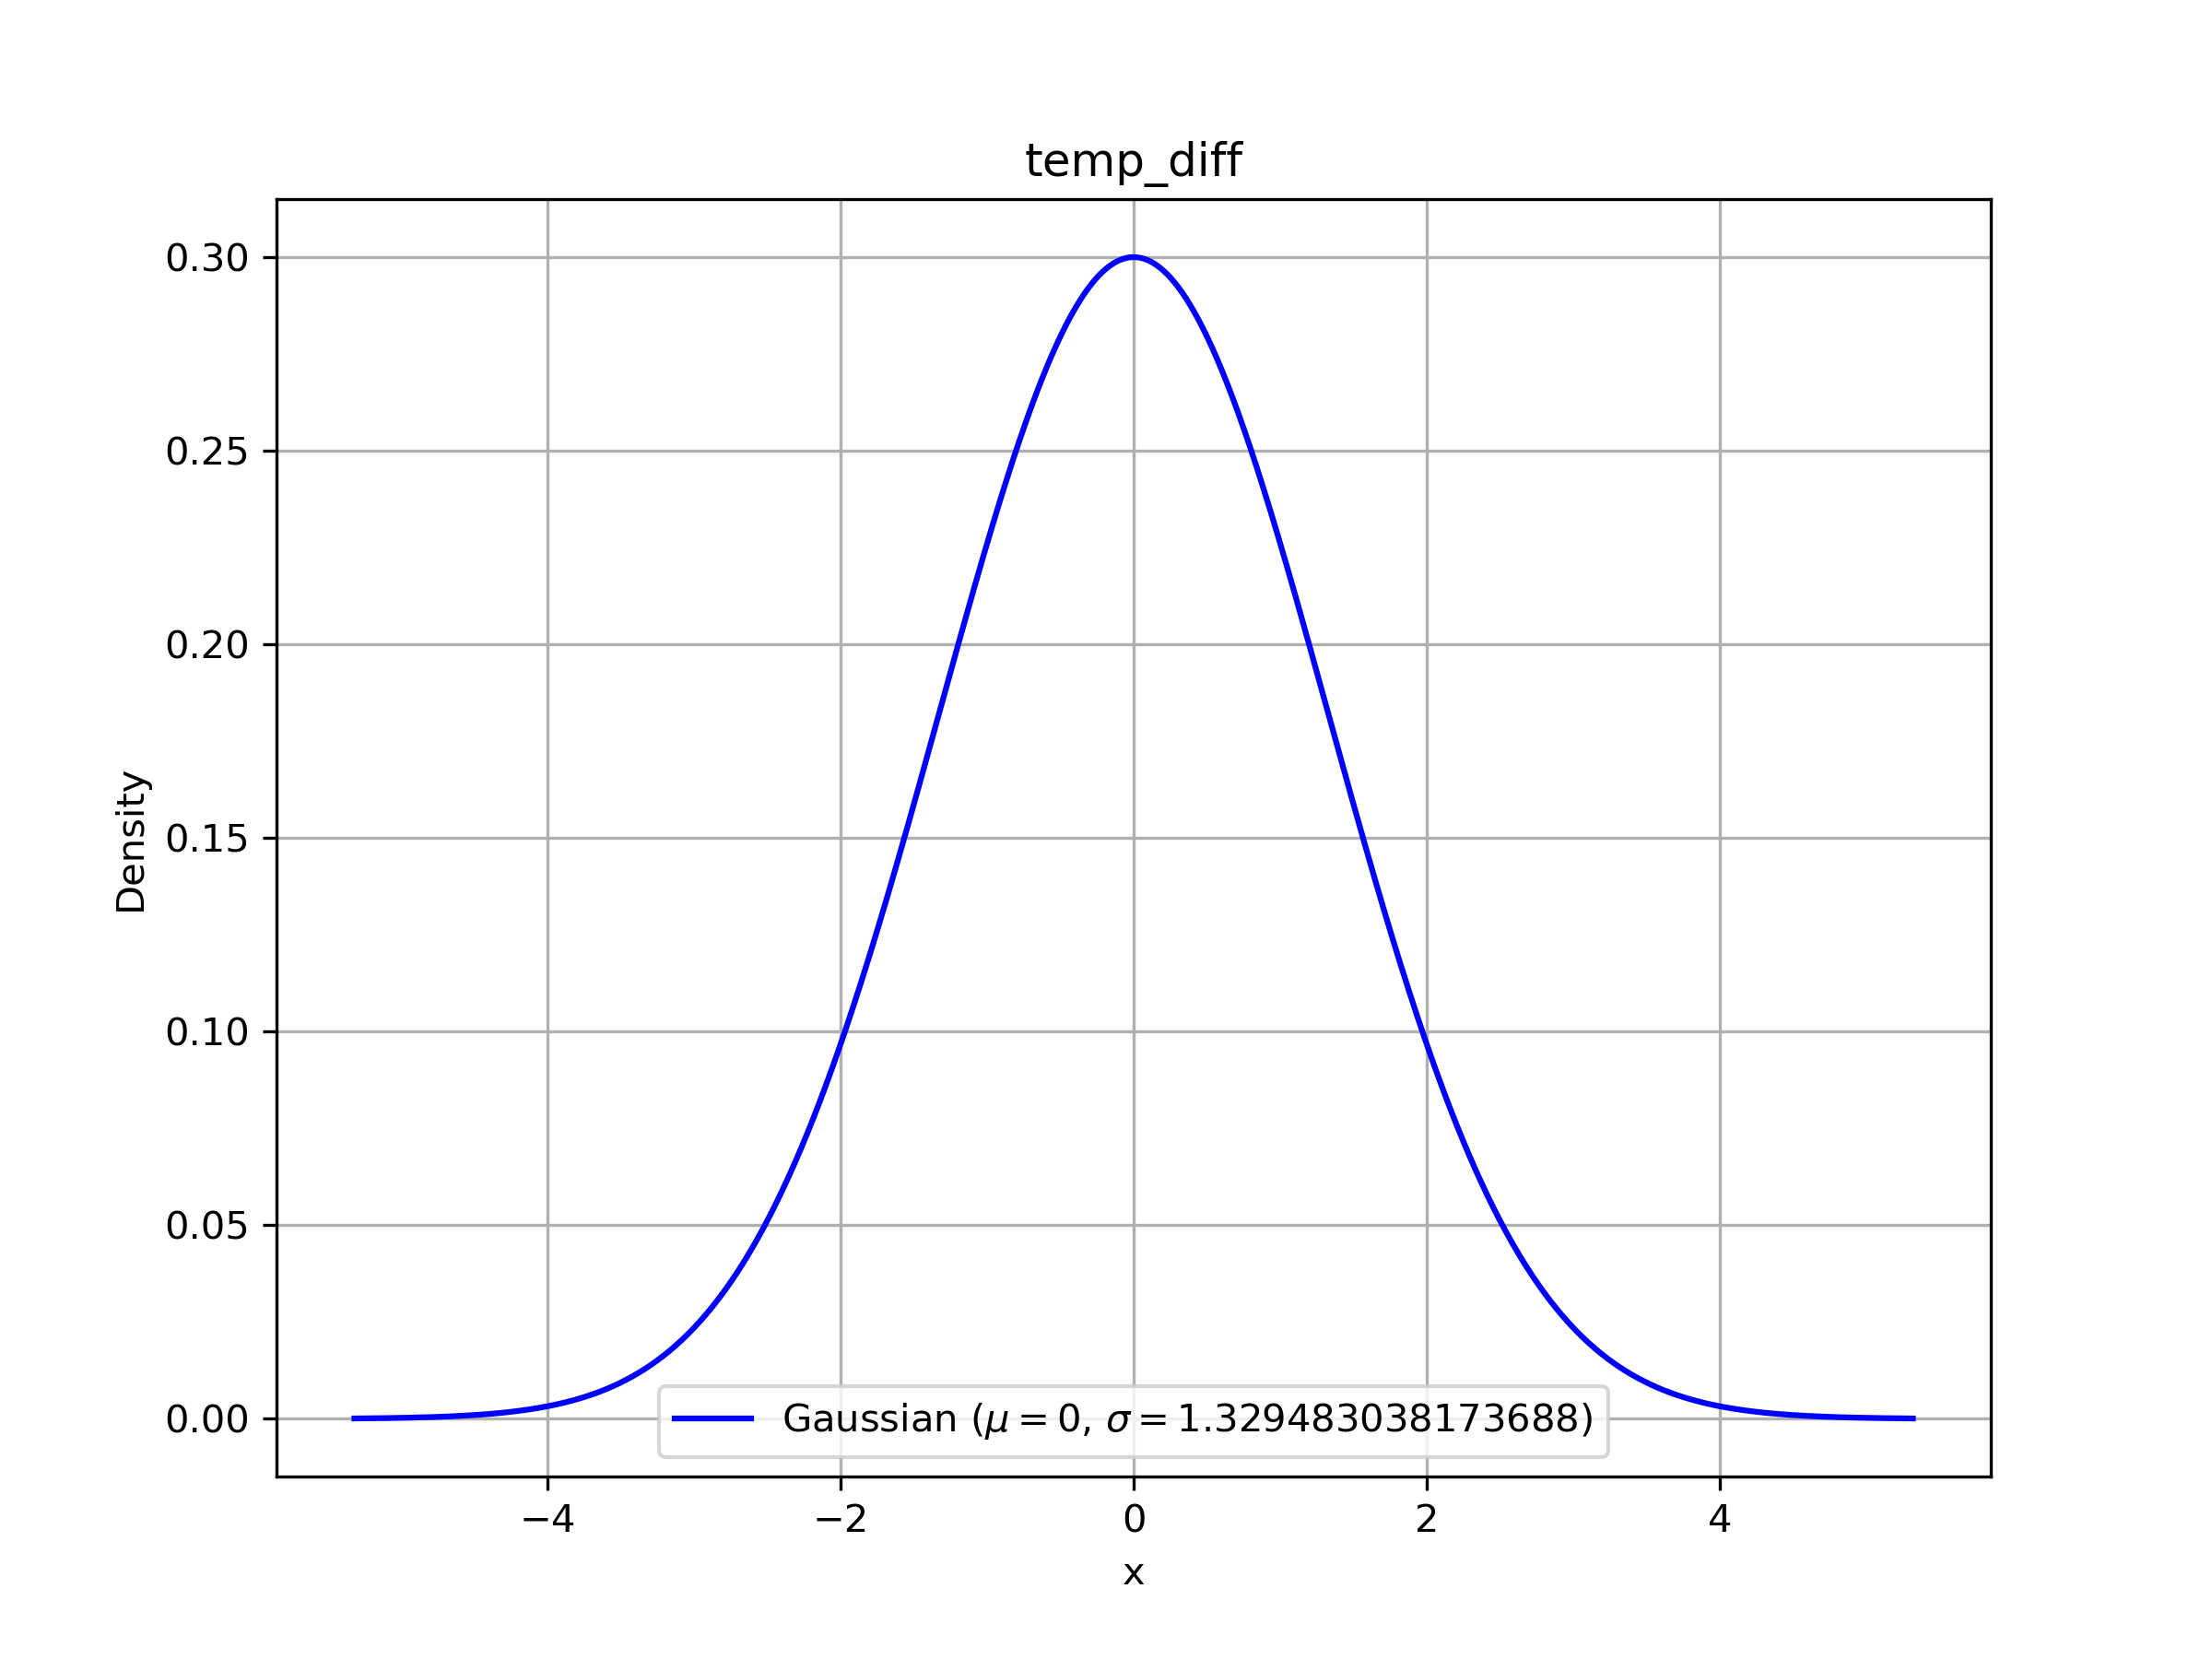 temp_diff
0.30
0.25
0.20
0.15
0.10
0.05
0.00
Density
Gaussian (μ = 0, σ = 1.329483038173688)
−4 −2 0 2 4
x